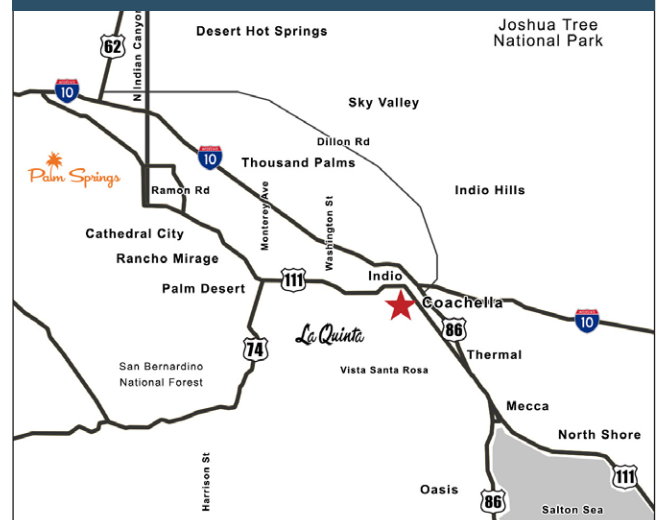 Joshua Tree
National Park
Desert Hot Springs
62
N Indian Canyon
10
Sky Valley
Dillon Rd
10
Thousand Palms
Palm Springs
Ramon Rd
Indio Hills
Monterey Ave
Washington St
Cathedral City
Rancho Mirage
Palm Desert
111
Indio
Coachella
10
86
La Quinta
74
Thermal
San Bernardino
National Forest
Vista Santa Rosa
Mecca
North Shore
Harrison St
111
Oasis
86
Salton Sea